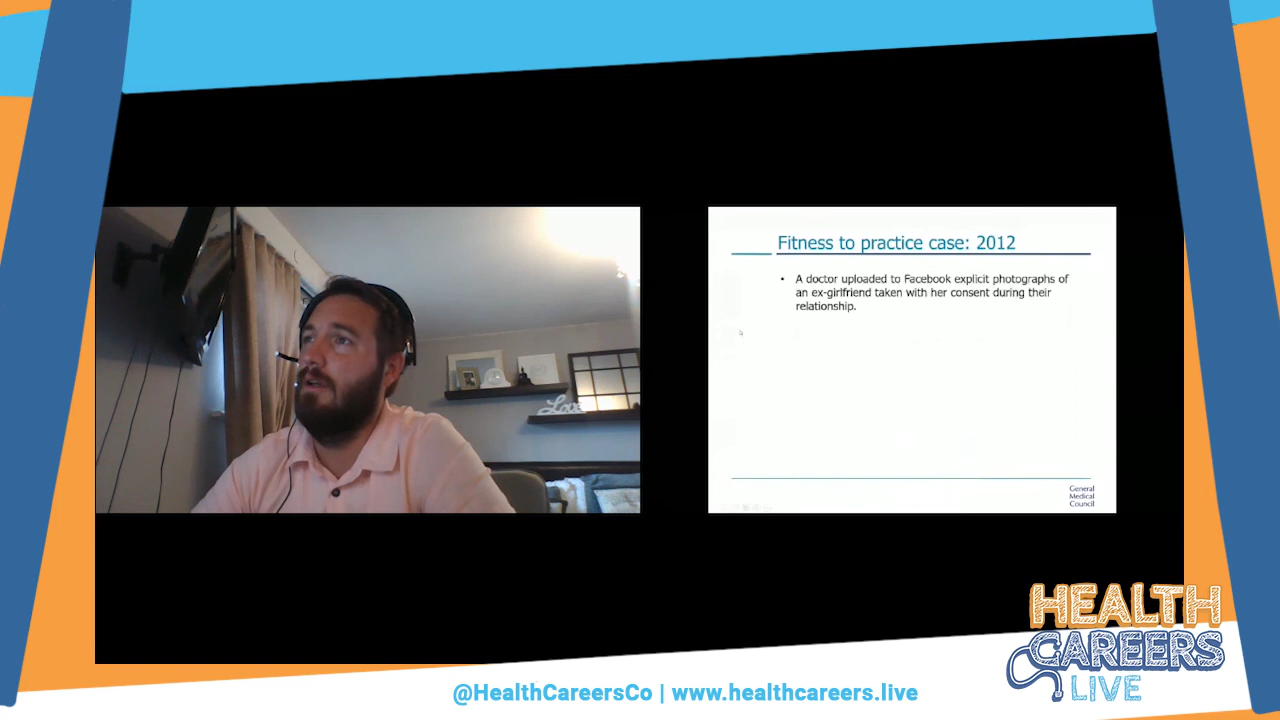 Fitness to practice case: 2012
• A doctor uploaded to Facebook explicit photographs of
an ex-girlfriend taken with her consent during their
relationship.
Love
General
Medical
Council
HEALTH
CAREERS
LIVE
@HealthCareersCo | www.healthcareers.live